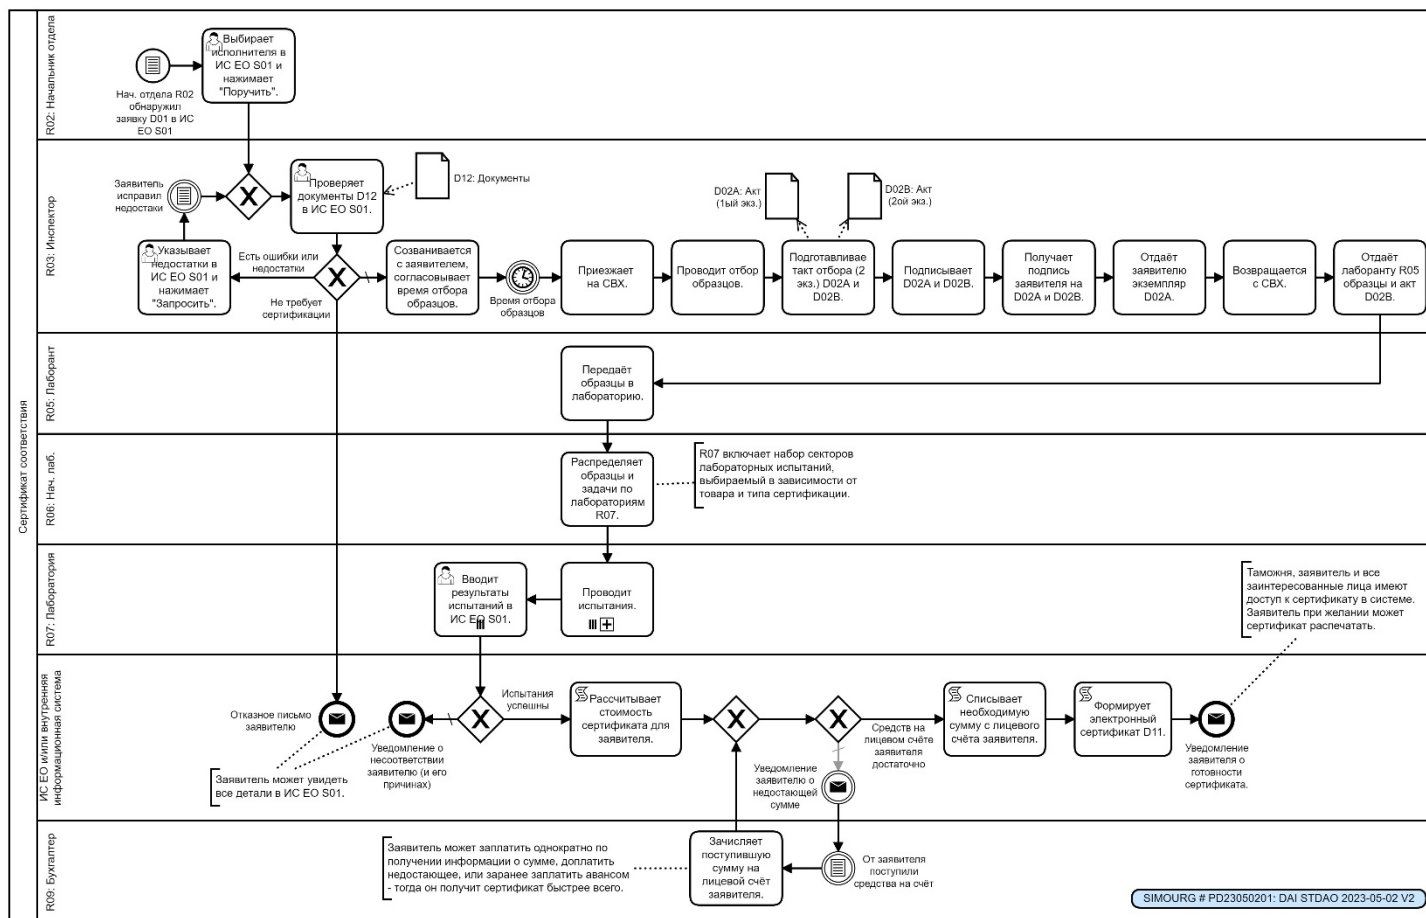 Сертификат соответствия
R02: Начальник отдела
Нач. отдела R02
обнаружил
заявку D01 в ИС
ЕО S01
Выбирает
исполнителя в
ИС ЕО S01 и
нажимает
"Поручить".
R03: Инспектор
Заявитель
исправил
недостаки
X
Проверяет
документы D12
в ИС ЕО S01.
D12: Документы
Указывает
недостатки в
ИС ЕО S01 и
нажимает
"Запросить".
Есть ошибки или
недостатки
X
Не требует
сертификации
Созванивается
с заявителем,
согласовывает
время отбора
образцов.
Время отбора
образцов
Приезжает
на СВХ.
Проводит отбор
образцов.
D02A: Акт
(1ый экз.)
D02B: Акт
(2ой экз.)
Подготавливае
такт отбора (2
экз.) D02A и
D02B.
Подписывает
D02A и D02B.
Получает
подпись
заявителя на
D02A и D02B.
Отдаёт
заявителю
экземпляр
D02A.
Возвращается
с СВХ.
Отдаёт
лаборанту R05
образцы и акт
D02B.
R05: Лаборант
Передаёт
образцы в
лабораторию.
R06: Нач. лаб.
Распределяет
образцы и
задачи по
лабораториям
R07.
R07 включает набор секторов
лабораторных испытаний,
выбираемый в зависимости от
товара и типа сертификации.
R07: Лаборатория
Вводит
результаты
испытаний в
ИС ЕО S01.
Проводит
испытания.
Таможня, заявитель и все
заинтересованные лица имеют
доступ к сертификату в системе.
Заявитель при желании может
сертификат распечатать.
ИС ЕО и/или внутренняя
информационная система
Отказное письмо
заявителю
Уведомление о
несоответствии
заявителю (и его
причинах)
Заявитель может увидеть
все детали в ИС ЕО S01.
X
Испытания
успешны
Рассчитывает
стоимость
сертификата для
заявителя.
X
X
Средств на
лицевом счёте
заявителя
достаточно
Уведомление
заявителю о
недостающей
сумме
Списывает
необходимую
сумму с лицевого
счёта заявителя.
Формирует
электронный
сертификат D11.
Уведомление
заявителя о
готовности
сертификата.
R09: Бухгалтер
Заявитель может заплатить однократно по
получении информации о сумме, доплатить
недостающее, или заранее заплатить авансом
- тогда он получит сертификат быстрее всего.
Зачисляет
поступившую
сумму на
лицевой счёт
заявителя.
От заявителя
поступили
средства на счёт
SIMOURG # PD23050201: DAI STDAO 2023-05-02 V2